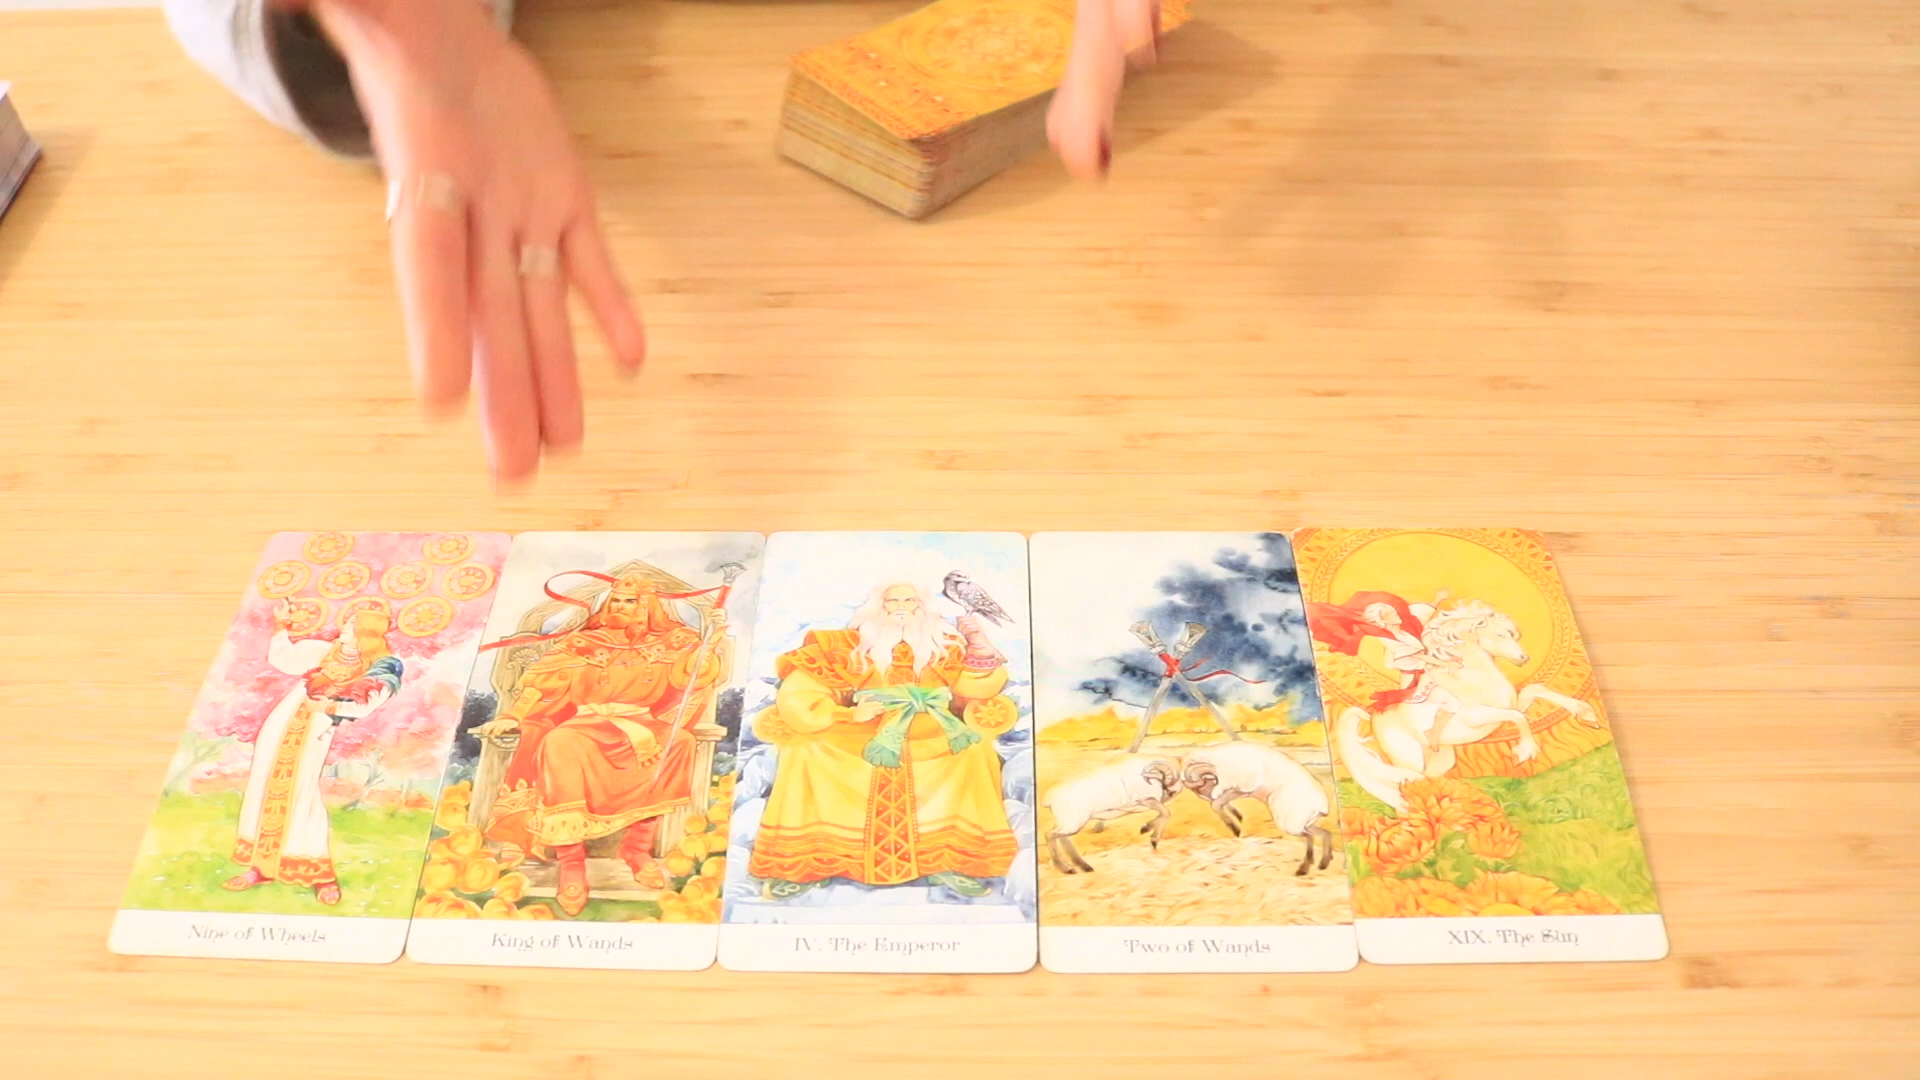 Nine of Wheels
King of Wands
IV. The Emperor
Two of Wands
XIX. The Sun